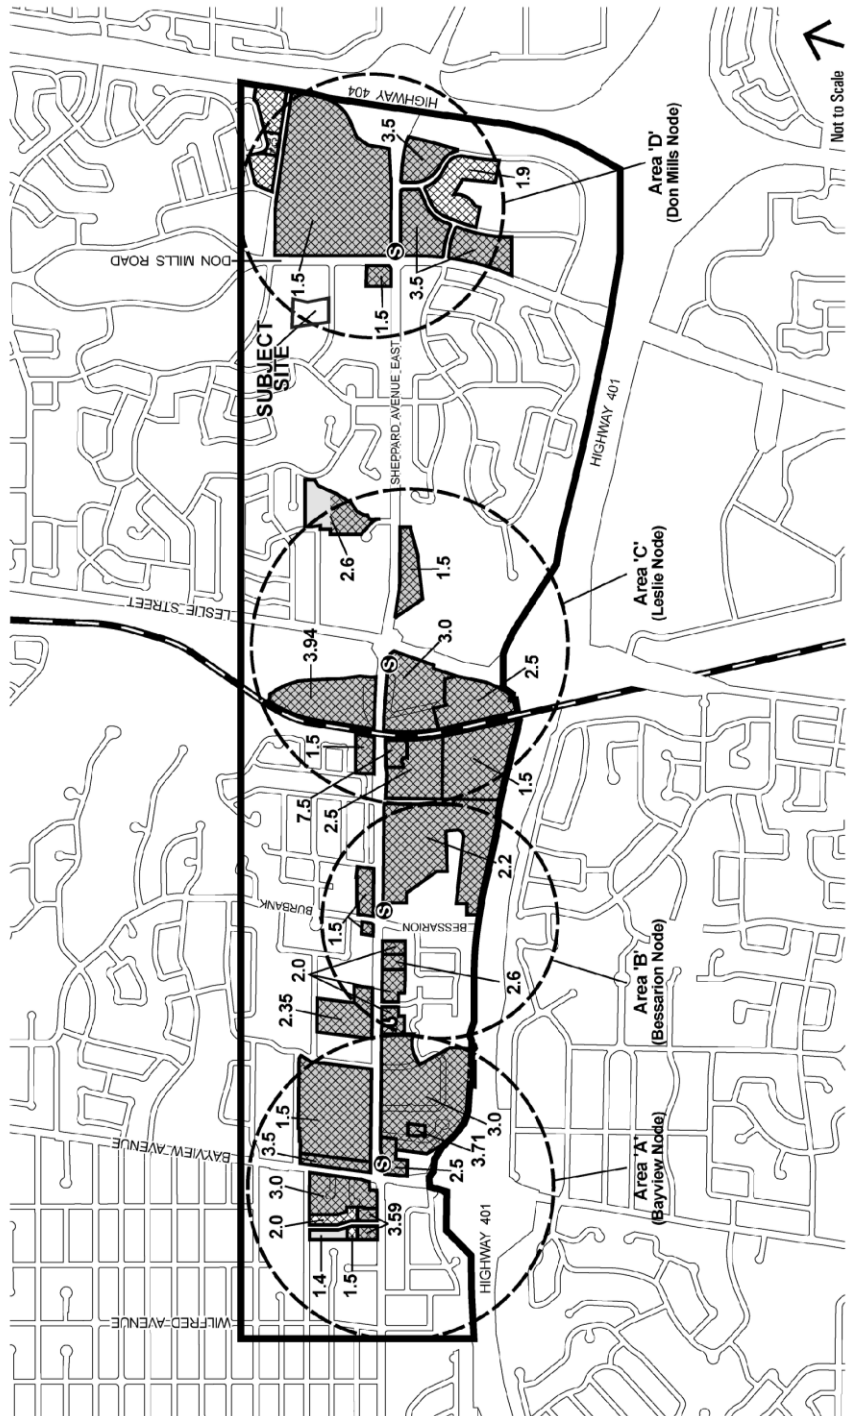 Not to Scale
HIGHWAY 404
3.5
1.9
Area 'D'
(Don Mills Node)
DON MILLS ROAD
1.5
S
1.5
3.5
SUBJECT
SITE
SHEPPARD AVENUE EAST
HIGHWAY 401
2.6
1.5
LESLIE STREET
Area 'C'
(Leslie Node)
3.94
3.0
S
2.5
1.5
7.5
2.5
1.5
2.2
BURBANK
S
BESSARION
1.5
2.0
2.6
2.35
Area 'B'
(Bessarion Node)
1.5
3.5
BAYVIEW AVENUE
3.0
3.71
S
2.5
3.0
2.0
3.59
1.4
1.5
Area 'A'
(Bayview Node)
HIGHWAY 401
WILFRED AVENUE